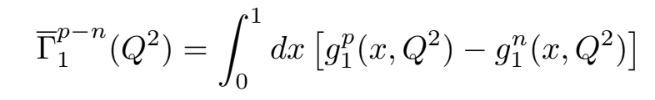 $\overline{\Gamma}_1^{p-n}(Q^2) = \int_0^1 dx \left[ g_1^p(x, Q^2) - g_1^n(x, Q^2) \right]$